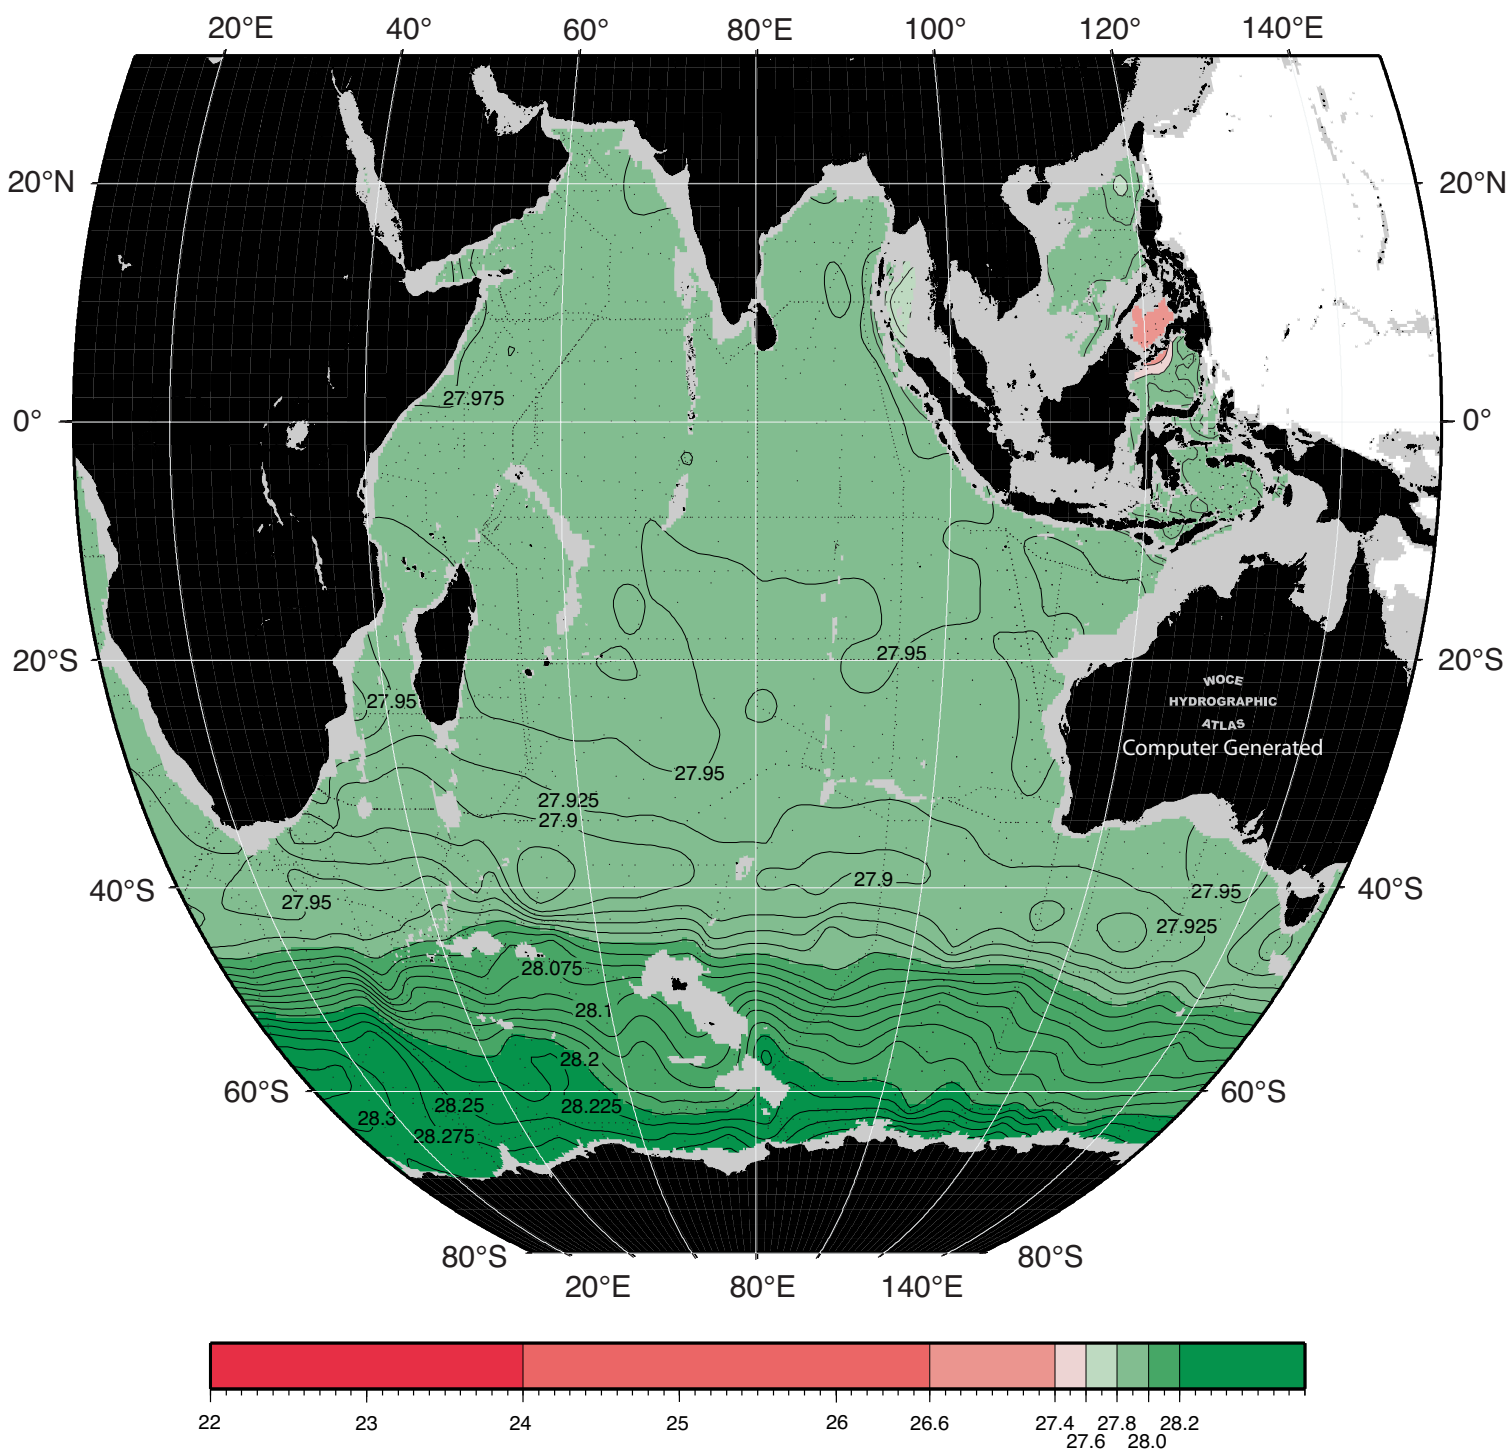 20°E 40° 60° 80°E 100° 120° 140°E
20°N 20°N
27.975
0° 0°
20°S 27.95 20°S
WOCE
HYDROGRAPHIC
ATLAS
27.95
Computer Generated
27.95
27.925
27.9
40°S 27.95 27.9 27.95 40°S
27.925
28.075
28.1
28.2
60°S 28.3 28.25 28.225 60°S
28.275
80°S 80°S
20°E 80°E 140°E
22 23 24 25 26 26.6 27.4 27.8 28.2
27.6 28.0